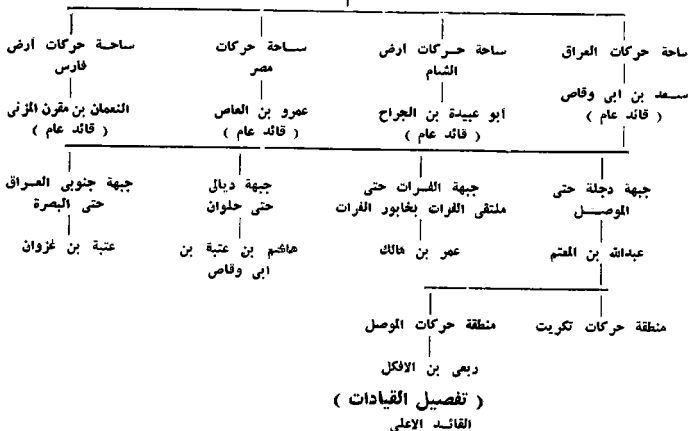 ساحة حركات العراق
سعد بن ابى وقاص
( قائد عام )
ساحة حركات ارض
الشام
أبو عبيدة بن الجراح
( قائد عام )
ساحة حركات
مصر
عمرو بن العاص
( قائد عام )
ساحة حركات أرض
فارس
النعمان بن مقرن المزنى
( قائد عام )
جبهة دجلة حتى
الموصل
عبدالله بن المعتم
جبهة الفرات حتى
ملتقى الفرات بخابور الفرات
عمر بن مالك
جبهة ديالى
حتى حلوان
هاشم بن عتبة بن
ابى وقاص
جبهة جنوبى العراق
حتى البصرة
عتبة بن غزوان
منطقة حركات تكريت
منطقة حركات الموصل
ربعى بن الافكل
( تفصيل القيادات )
القائد الاعلى